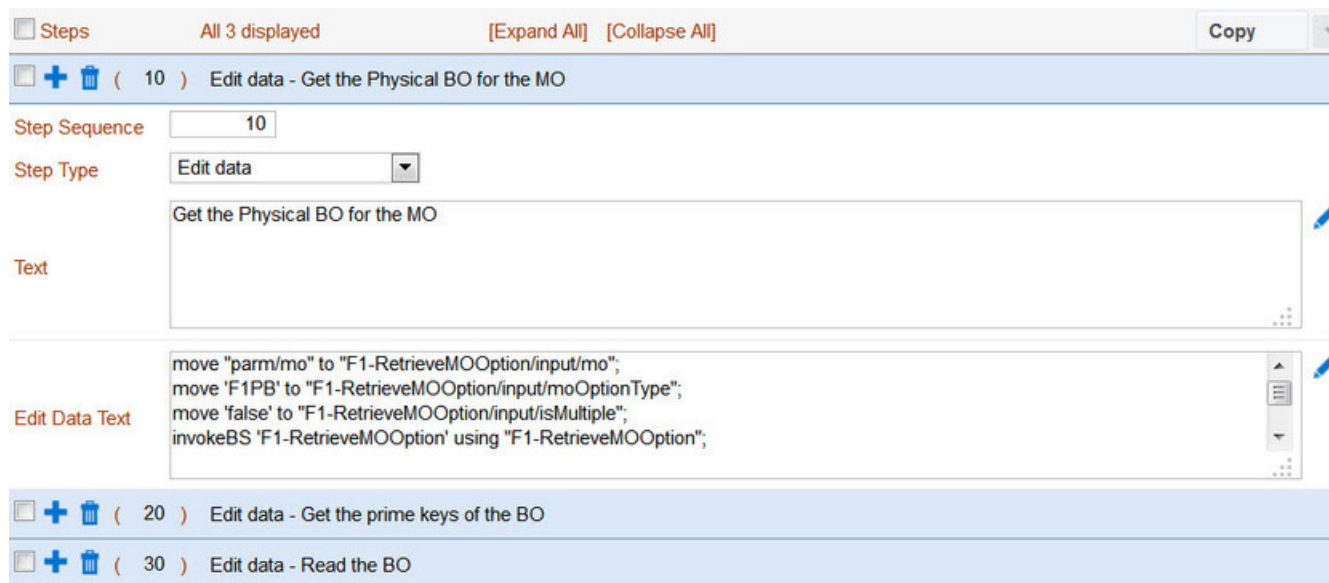 Steps All 3 displayed [Expand All] [Collapse All] Copy
( 10 ) Edit data - Get the Physical BO for the MO
Step Sequence 10
Step Type Edit data
Text Get the Physical BO for the MO
Edit Data Text
move "parm/mo" to "F1-RetrieveMOOption/input/mo";
move 'F1PB' to "F1-RetrieveMOOption/input/moOptionType";
move 'false' to "F1-RetrieveMOOption/input/isMultiple";
invokeBS 'F1-RetrieveMOOption' using "F1-RetrieveMOOption";
( 20 ) Edit data - Get the prime keys of the BO
( 30 ) Edit data - Read the BO